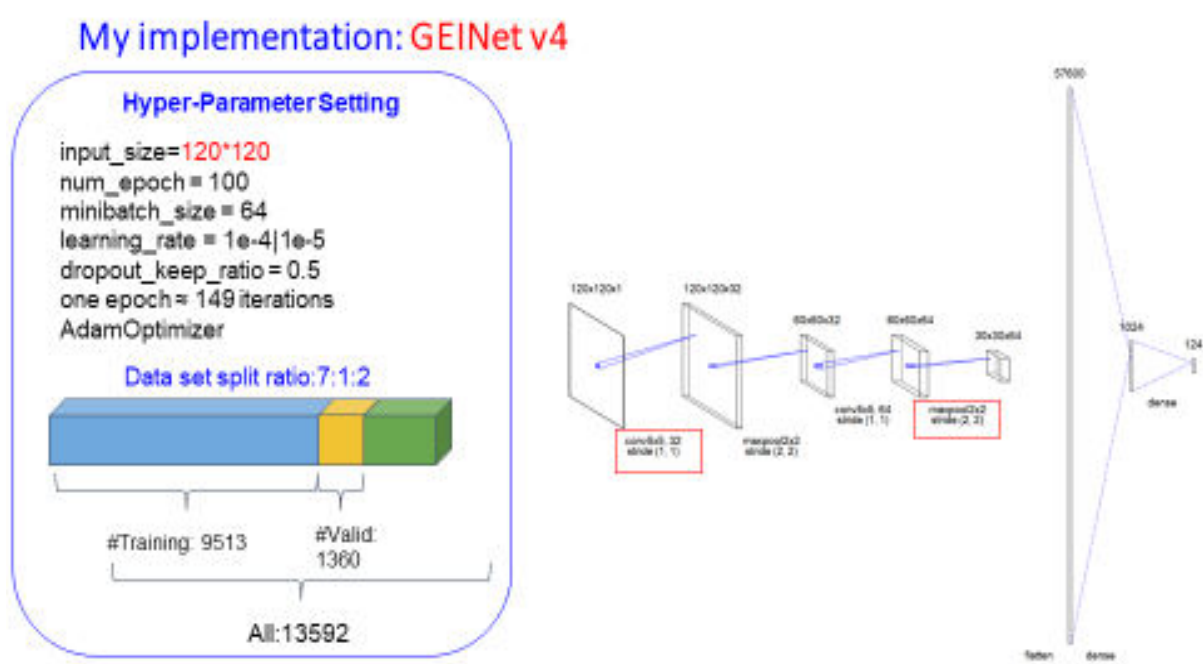 My implementation: GEINet v4
Hyper-Parameter Setting
input_size=120*120
num_epoch = 100
minibatch_size = 64
learning_rate = 1e-4|1e-5
dropout_keep_ratio = 0.5
one epoch ≈ 149 iterations
AdamOptimizer
Data set split ratio:7:1:2
#Training: 9513
#Valid:
1360
All:13592
120x120x1
120x120x32
60x60x32
60x60x64
30x30x64
57600
1024
124
32
stride (1, 1)
maxpool2x2
stride (2, 2)
64
stride (1, 1)
maxpool2x2
stride (2, 2)
dense
flatten
dense